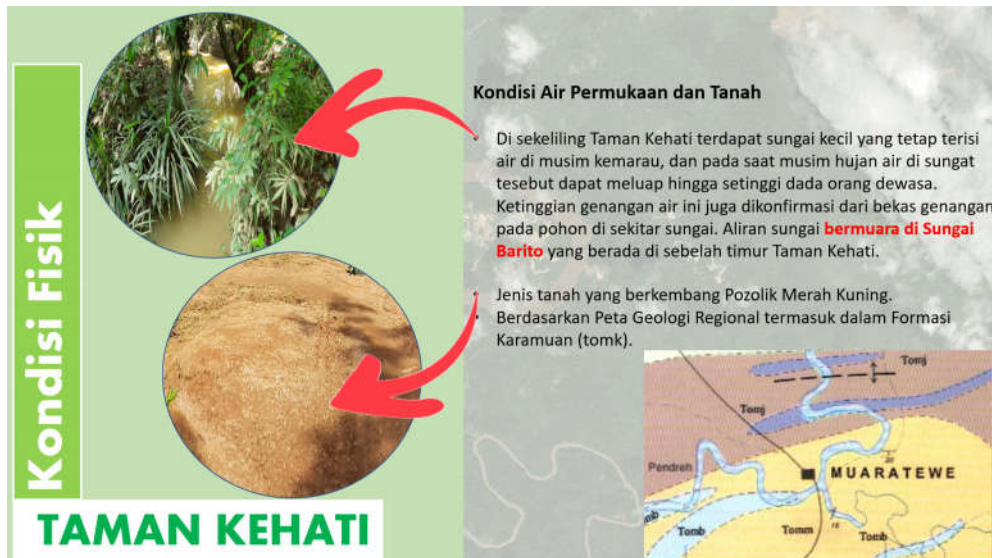 Kondisi Fisik
TAMAN KEHATI
Kondisi Air Permukaan dan Tanah
Di sekeliling Taman Kehati terdapat sungai kecil yang tetap terisi
air di musim kemarau, dan pada saat musim hujan air di sungat
tesebut dapat meluap hingga setinggi dada orang dewasa.
Ketinggian genangan air ini juga dikonfirmasi dari bekas genangan
pada pohon di sekitar sungai. Aliran sungai bermuara di Sungai
Barito yang berada di sebelah timur Taman Kehati.
Jenis tanah yang berkembang Pozolik Merah Kuning.
Berdasarkan Peta Geologi Regional termasuk dalam Formasi
Karamuan (tomk).
Tomj
Tomj
Pendreh
MUARATEWE
Tomb
Tomm
Tomb